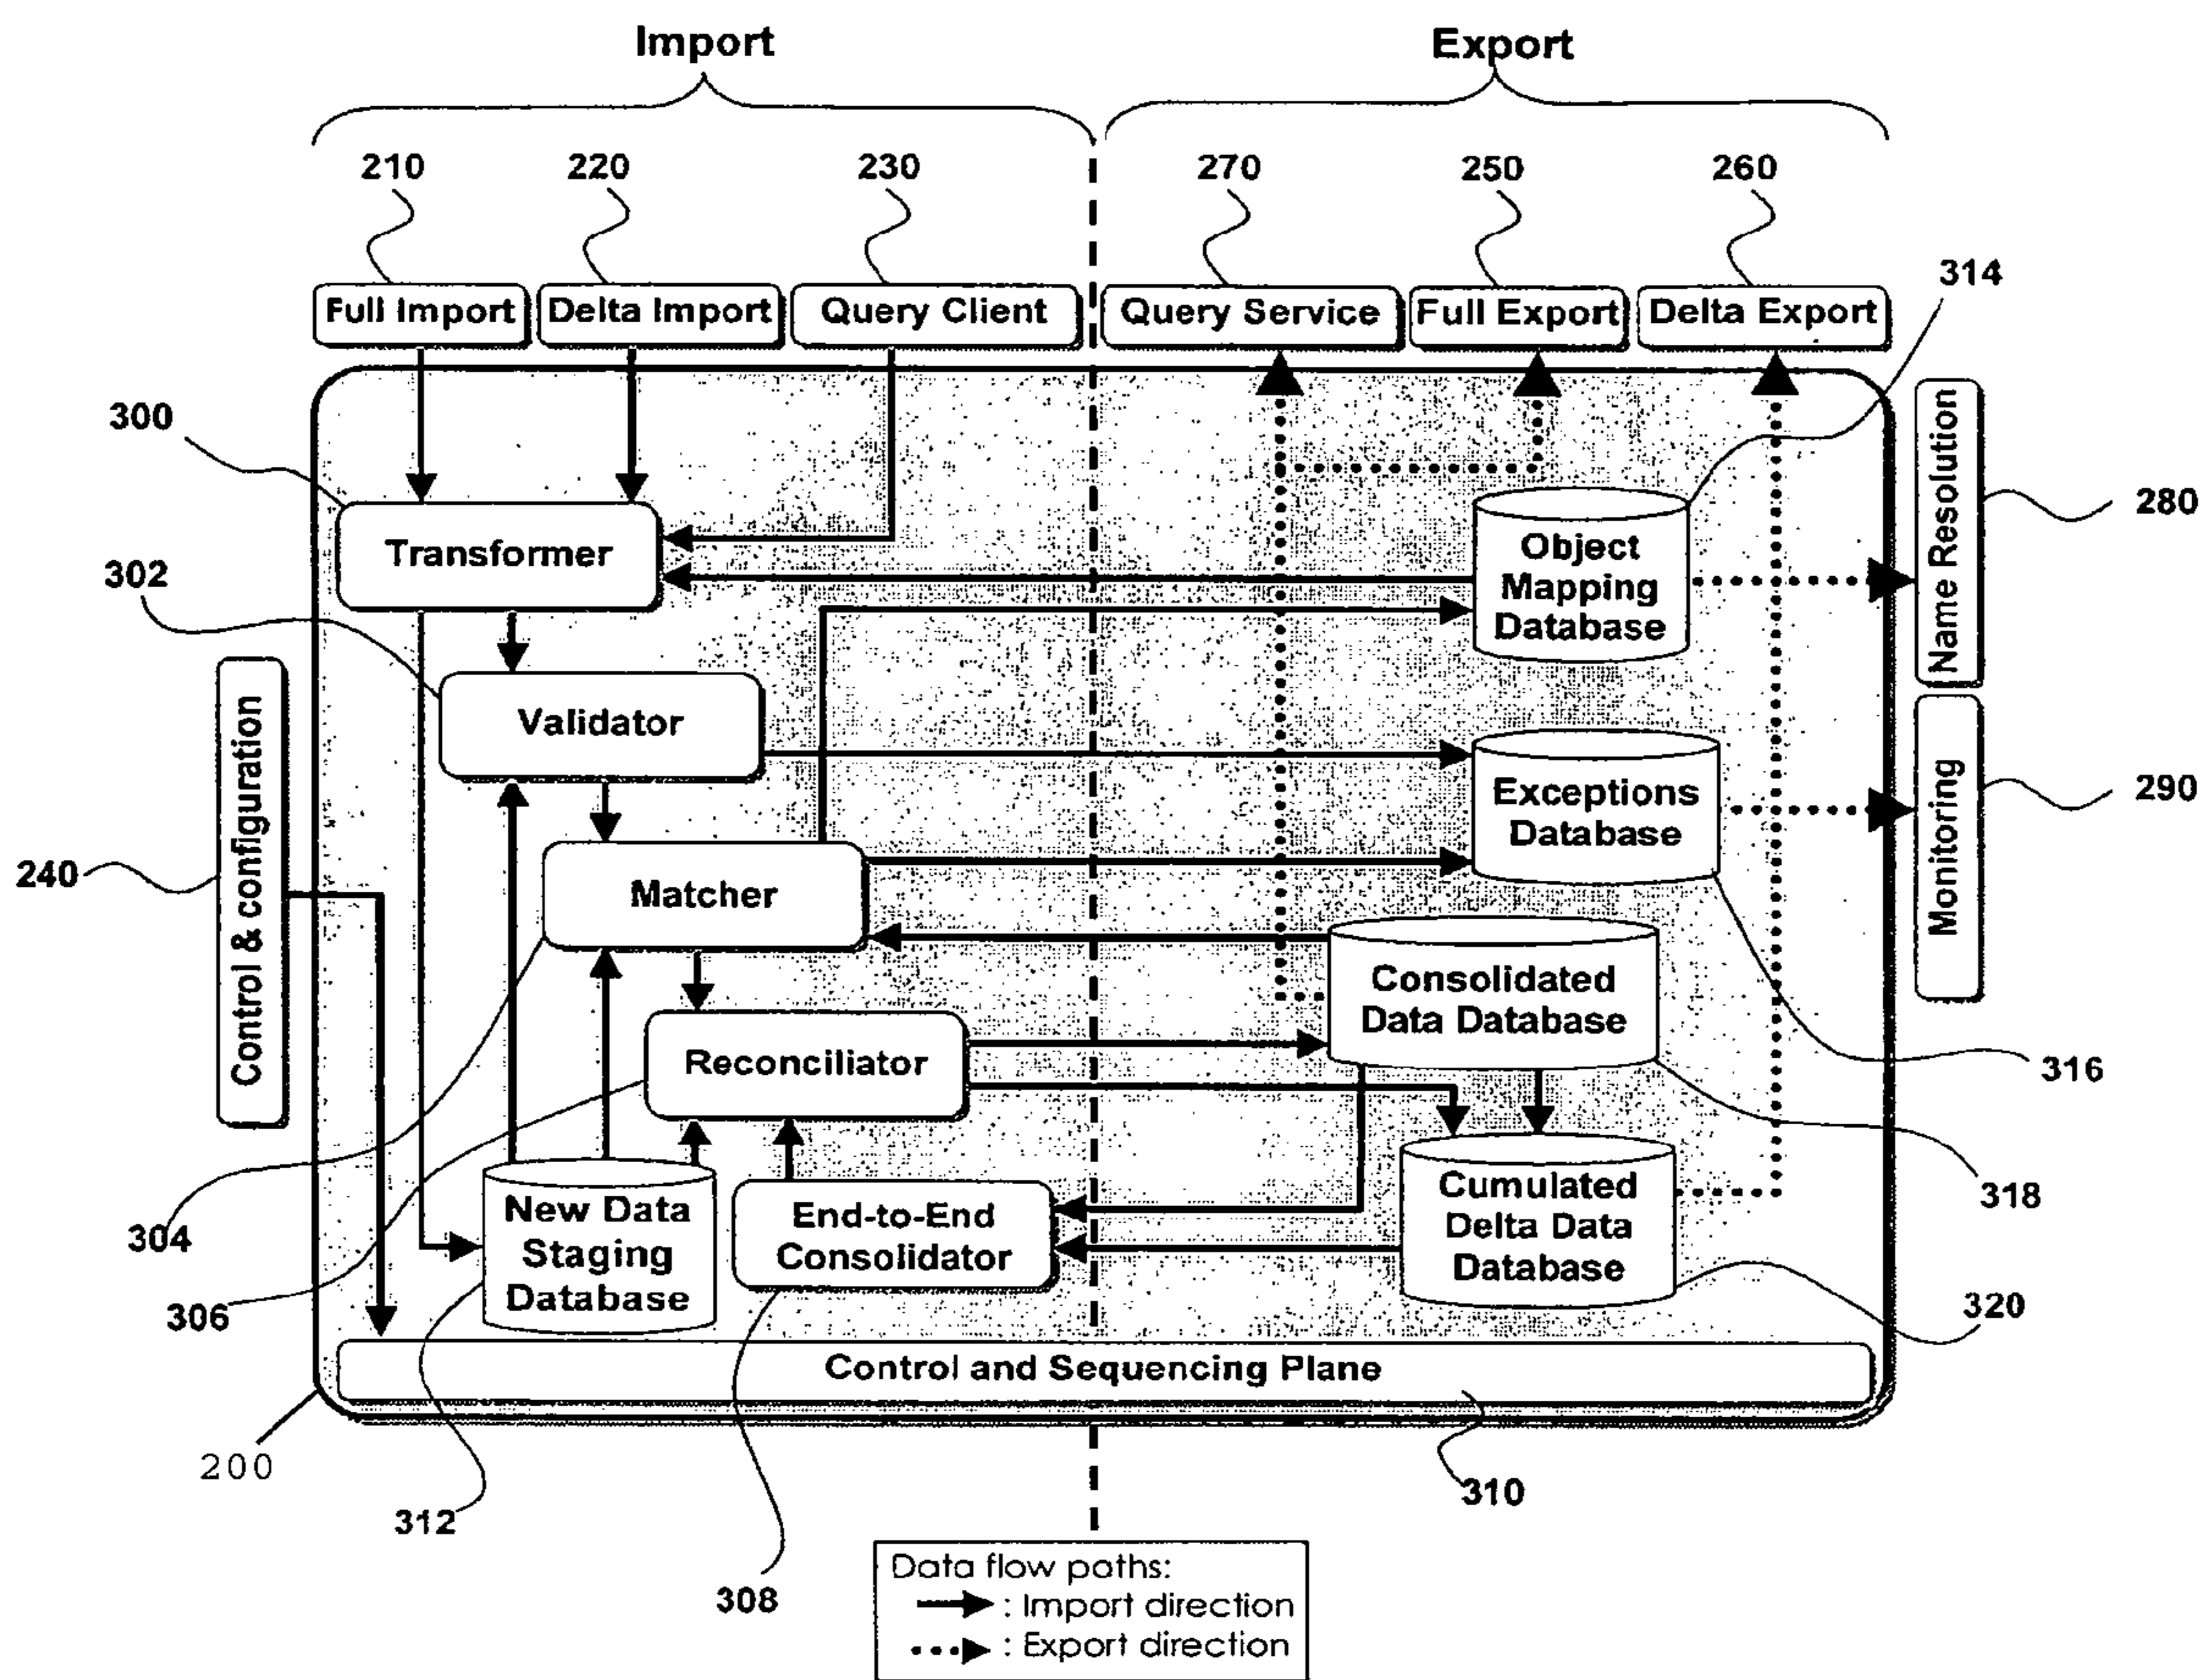 Import
Export
210
220
230
270
250
260
314
Full Import
Delta Import
Query Client
Query Service
Full Export
Delta Export
300
Name Resolution
280
Transformer
Object
Mapping
Database
302
Control & configuration
Validator
Monitoring
290
Exceptions
Database
240
Matcher
Consolidated
Data Database
Reconciliator
316
318
304
New Data
Staging
Database
End-to-End
Consolidator
Cumulated
Delta Data
Database
306
320
Control and Sequencing Plane
200
312
310
308
Data flow paths:
: Import direction
: Export direction